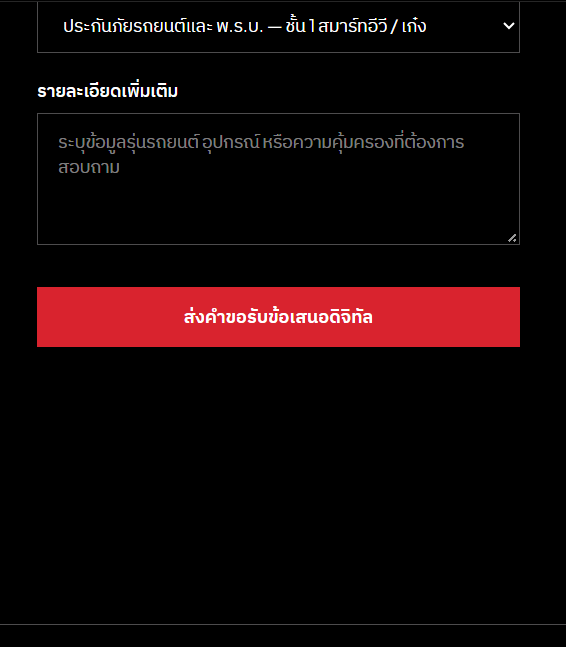 ประกันภัยรถยนต์และ พ.ร.บ. — ชั้น 1 สมาร์ทอีวี / เก๋ง
รายละเอียดเพิ่มเติม
ระบุข้อมูลรุ่นรถยนต์ อุปกรณ์ หรือความคุ้มครองที่ต้องการ
สอบถาม
ส่งคำขอรับข้อเสนอดิจิทัล